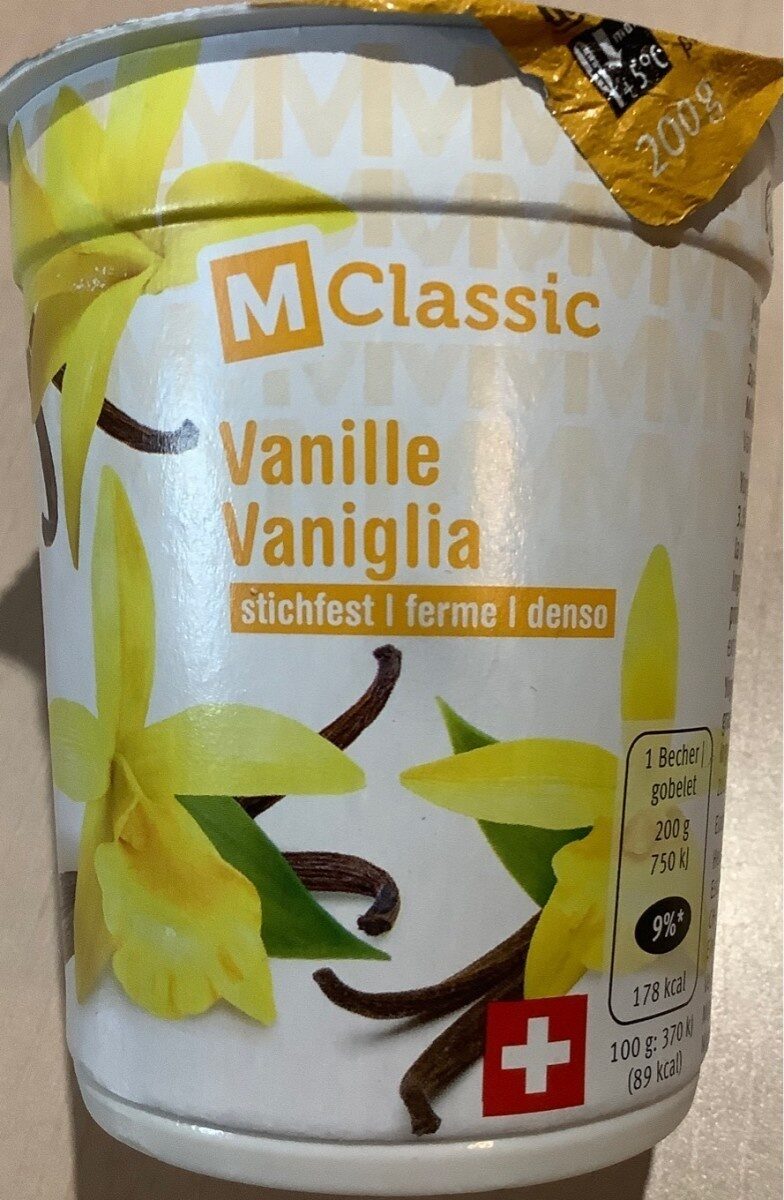 +5°C
200g
M Classic
Vanille
Vaniglia
stichfest | ferme | denso
1 Becher |
gobelet
200 g
750 kJ
9%*
178 kcal
100 g: 370 kJ
(89 kcal)